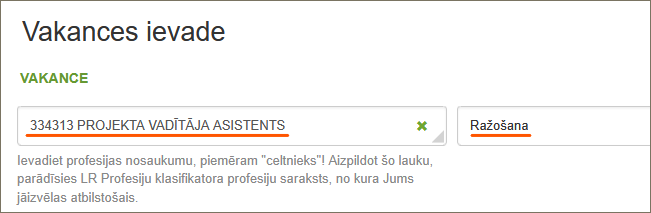 Vakances ievade
VAKANCE
334313 PROJEKTA VADĪTĀJA ASISTENTS
Ražošana
Ievadiet profesijas nosaukumu, piemēram "celtnieks"! Aizpildot šo lauku,
parādīsies LR Profesiju klasifikatora profesiju saraksts, no kura Jums
jāizvēlas atbilstošais.